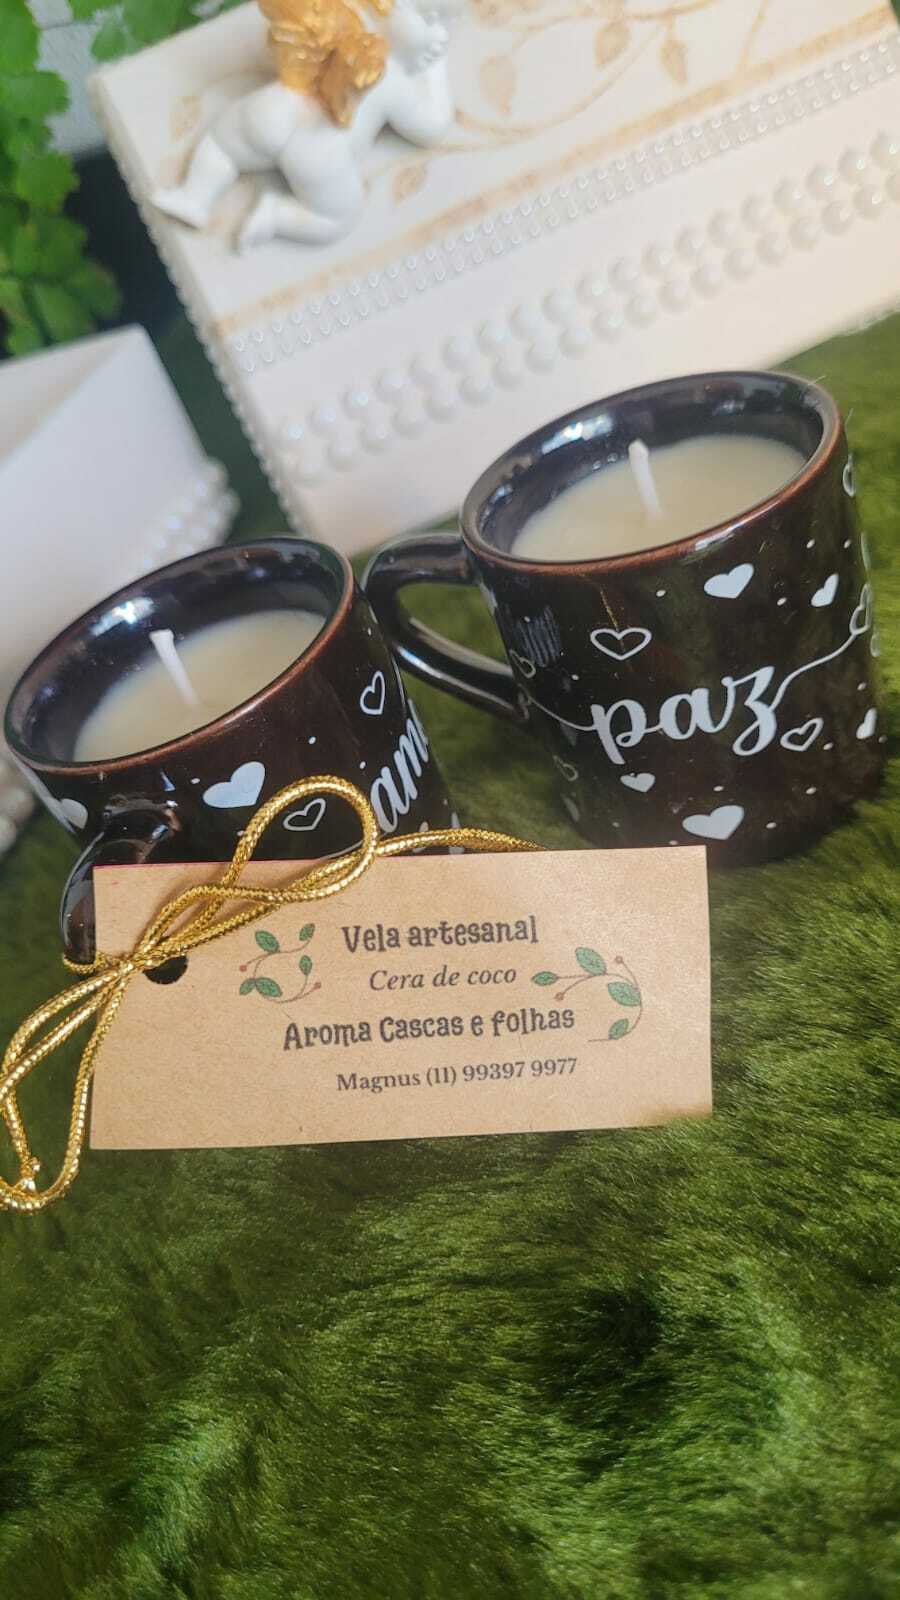 paz
Vela artesanal
Cera de coco
Aroma Cascas e folhas
Magnus (11) 99397 9977